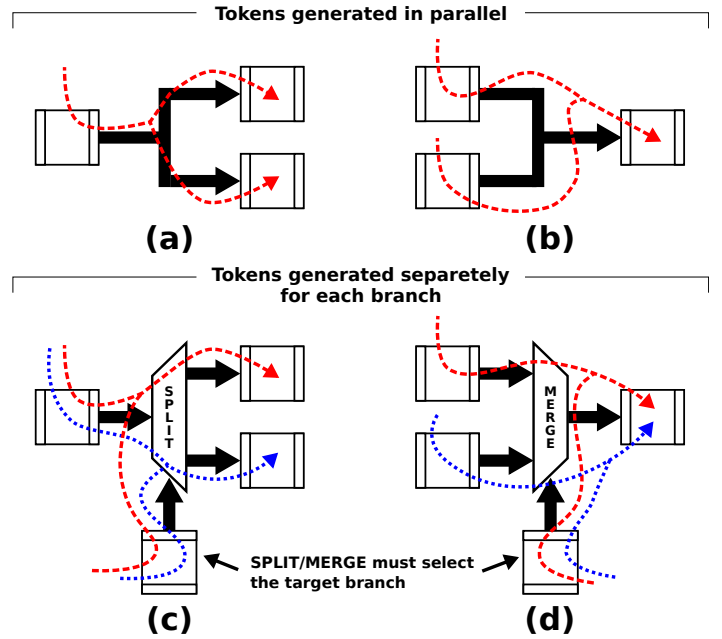 Tokens generated in parallel
(a)
(b)
Tokens generated separetely
for each branch
SPLIT
MERGE
SPLIT/MERGE must select
the target branch
(c)
(d)